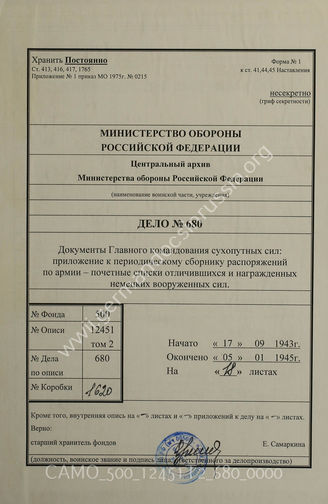 Хранить Постоянно
Ст. 413, 416, 417, 1765
Приложение № 1 приказ МО 1975г. № 0215
Форма № 1
к ст. 41,44,45 Наставления
несекретно
(гриф секретности)
МИНИСТЕРСТВО ОБОРОНЫ
РОССИЙСКОЙ ФЕДЕРАЦИИ
Центральный архив
Министерства обороны Российской Федерации
(наименование воинской части, учреждения)
ДЕЛО № 680
Документы Главного командования сухопутных сил:
приложение к периодическому сборнику распоряжений
по армии – почетные списки отличившихся и награжденных
немецких вооруженных сил.
№ Фонда 500
№ Описи 12451
том 2
№ Дела 680
по описи
№ Коробки 1620
Начато « 17 » 09 1943г.
Окончено « 05 » 01 1945г.
На « 18 » листах
Кроме того, внутренняя опись на « – » листах и « – » приложений к делу на « – » листах.
Верно:
старший хранитель фондов
Е. Самаркина
(должность, воинское звание и подпись лица, ответственного за делопроизводство)
CAMO_500_12451-02_680_0000